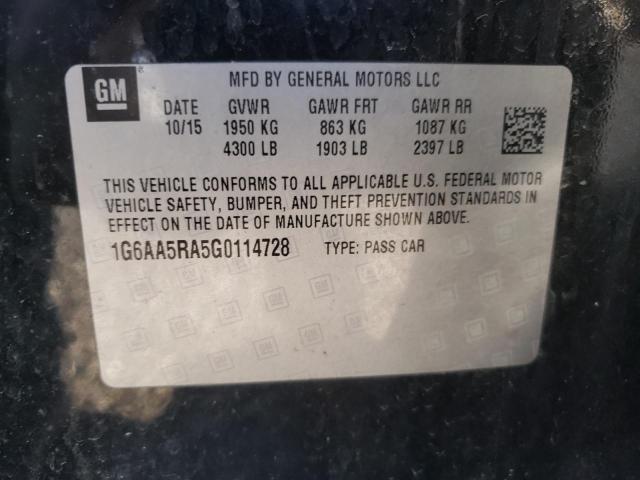 GM
MFD BY GENERAL MOTORS LLC
DATE GVWR GAWR FRT GAWR RR
10/15 1950 KG 863 KG 1087 KG
4300 LB 1903 LB 2397 LB
THIS VEHICLE CONFORMS TO ALL APPLICABLE U.S. FEDERAL MOTOR
VEHICLE SAFETY, BUMPER, AND THEFT PREVENTION STANDARDS IN
EFFECT ON THE DATE OF MANUFACTURE SHOWN ABOVE.
1G6AA5RA5G0114728 TYPE: PASS CAR